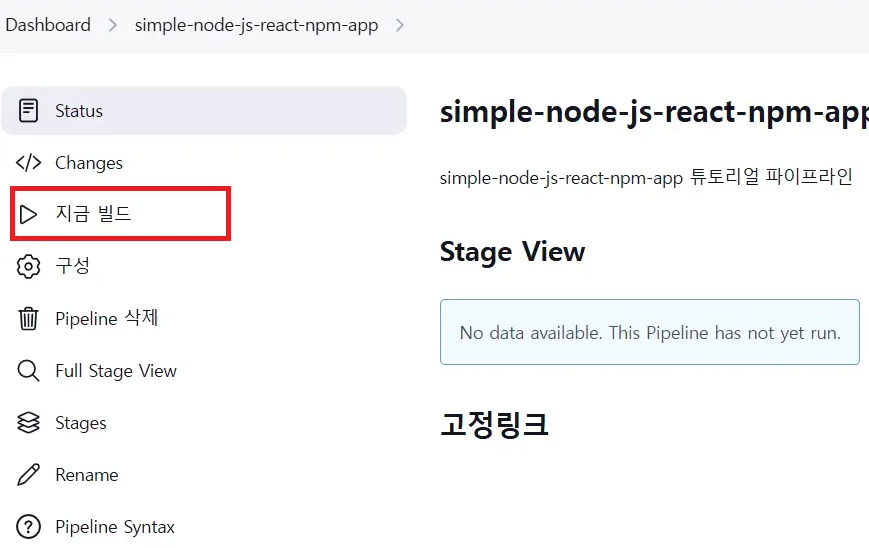 Dashboard > simple-node-js-react-npm-app >
Status
Changes
지금 빌드
구성
Pipeline 삭제
Full Stage View
Stages
Rename
Pipeline Syntax
simple-node-js-react-npm-app
simple-node-js-react-npm-app 튜토리얼 파이프라인
Stage View
No data available. This Pipeline has not yet run.
고정링크